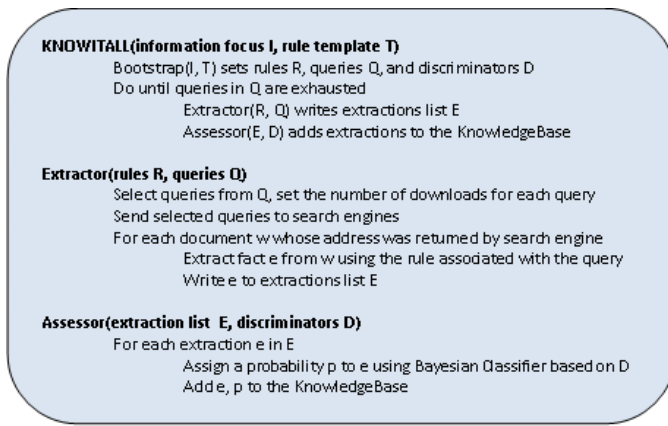 KNOWITALL(information focus I, rule template T)
Bootstrap(I, T) sets rules R, queries Q, and discriminators D
Do until queries in Q are exhausted
Extractor(R, Q) writes extractions list E
Assessor(E, D) adds extractions to the KnowledgeBase
Extractor(rules R, queries Q)
Select queries from Q, set the number of downloads for each query
Send selected queries to search engines
For each document w whose address was returned by search engine
Extract fact e from w using the rule associated with the query
Write e to extractions list E
Assessor(extraction list E, discriminators D)
For each extraction e in E
Assign a probability p to e using Bayesian Classifier based on D
Add e, p to the KnowledgeBase